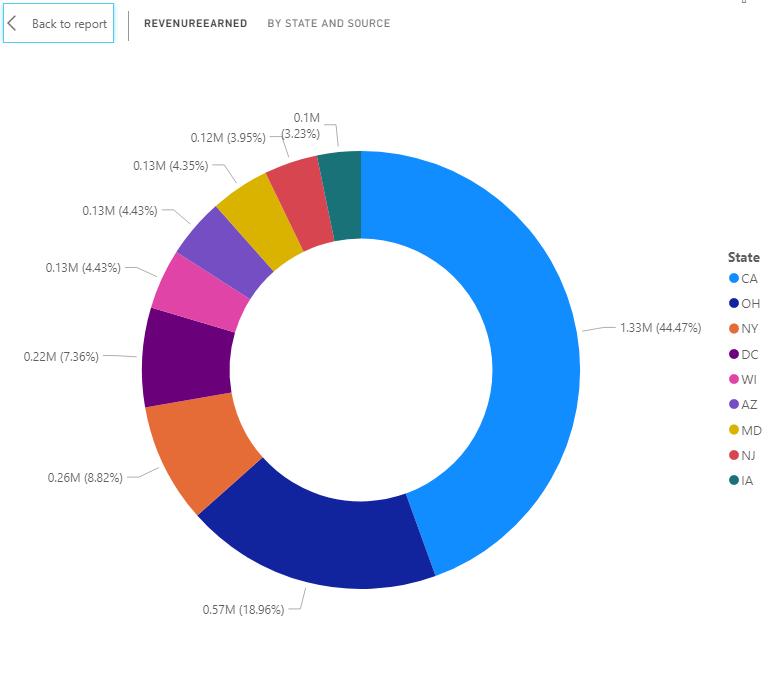 Back to report
REVENUREEARNED
BY STATE AND SOURCE
0.1M
(3.23%)
0.12M (3.95%)
0.13M (4.35%)
0.13M (4.43%)
0.13M (4.43%)
0.22M (7.36%)
0.26M (8.82%)
0.57M (18.96%)
1.33M (44.47%)
State
CA
OH
NY
DC
WI
AZ
MD
NJ
IA